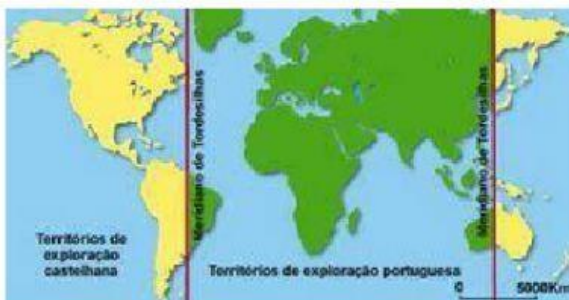 Meridiano de Tordesilhas
Meridiano de Tordesilhas
Territórios de
exploração
castelhana
Territórios de exploração portuguesa
0 5000Km